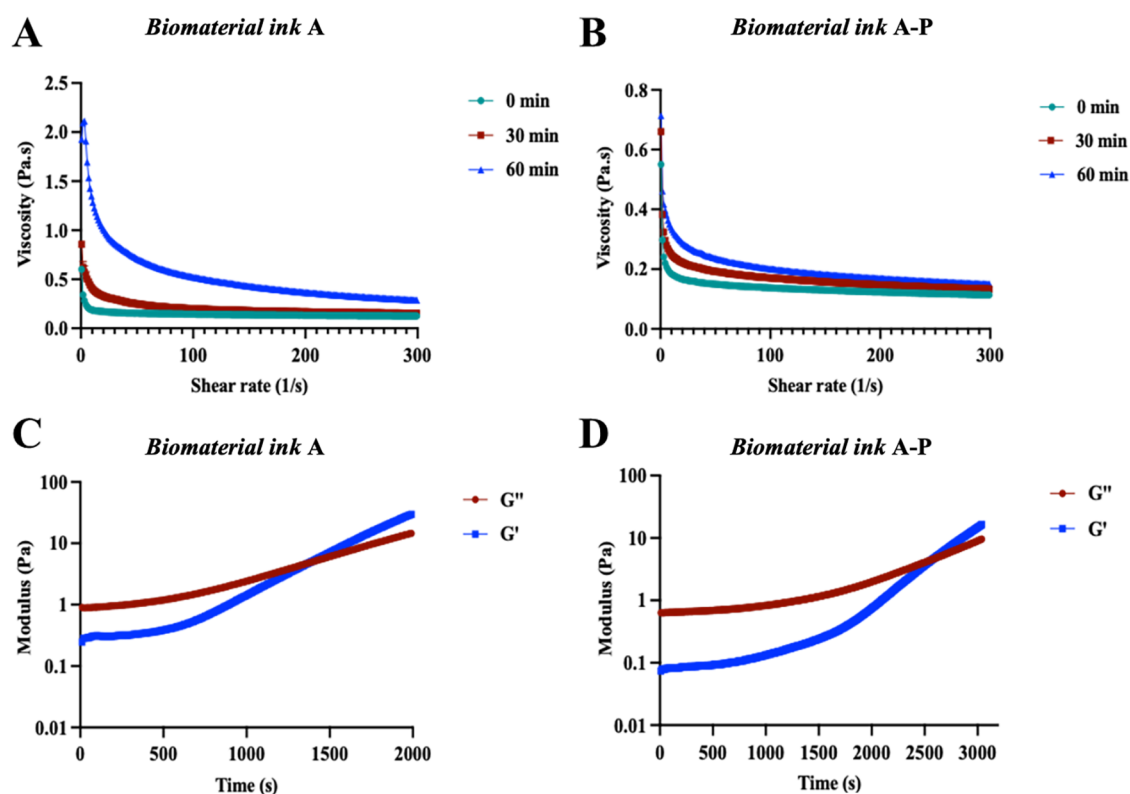 A
Biomaterial ink A
2.5
2.0
1.5
1.0
0.5
0.0
Viscosity (Pa.s)
0
100
200
300
Shear rate (1/s)
0 min
30 min
60 min
B
Biomaterial ink A-P
0.8
0.6
0.4
0.2
0.0
Viscosity (Pa.s)
0
100
200
300
Shear rate (1/s)
0 min
30 min
60 min
C
Biomaterial ink A
100
10
1
0.1
0.01
Modulus (Pa)
0
500
1000
1500
2000
Time (s)
G"
G'
D
Biomaterial ink A-P
100
10
1
0.1
0.01
Modulus (Pa)
0
500
1000
1500
2000
2500
3000
Time (s)
G"
G'